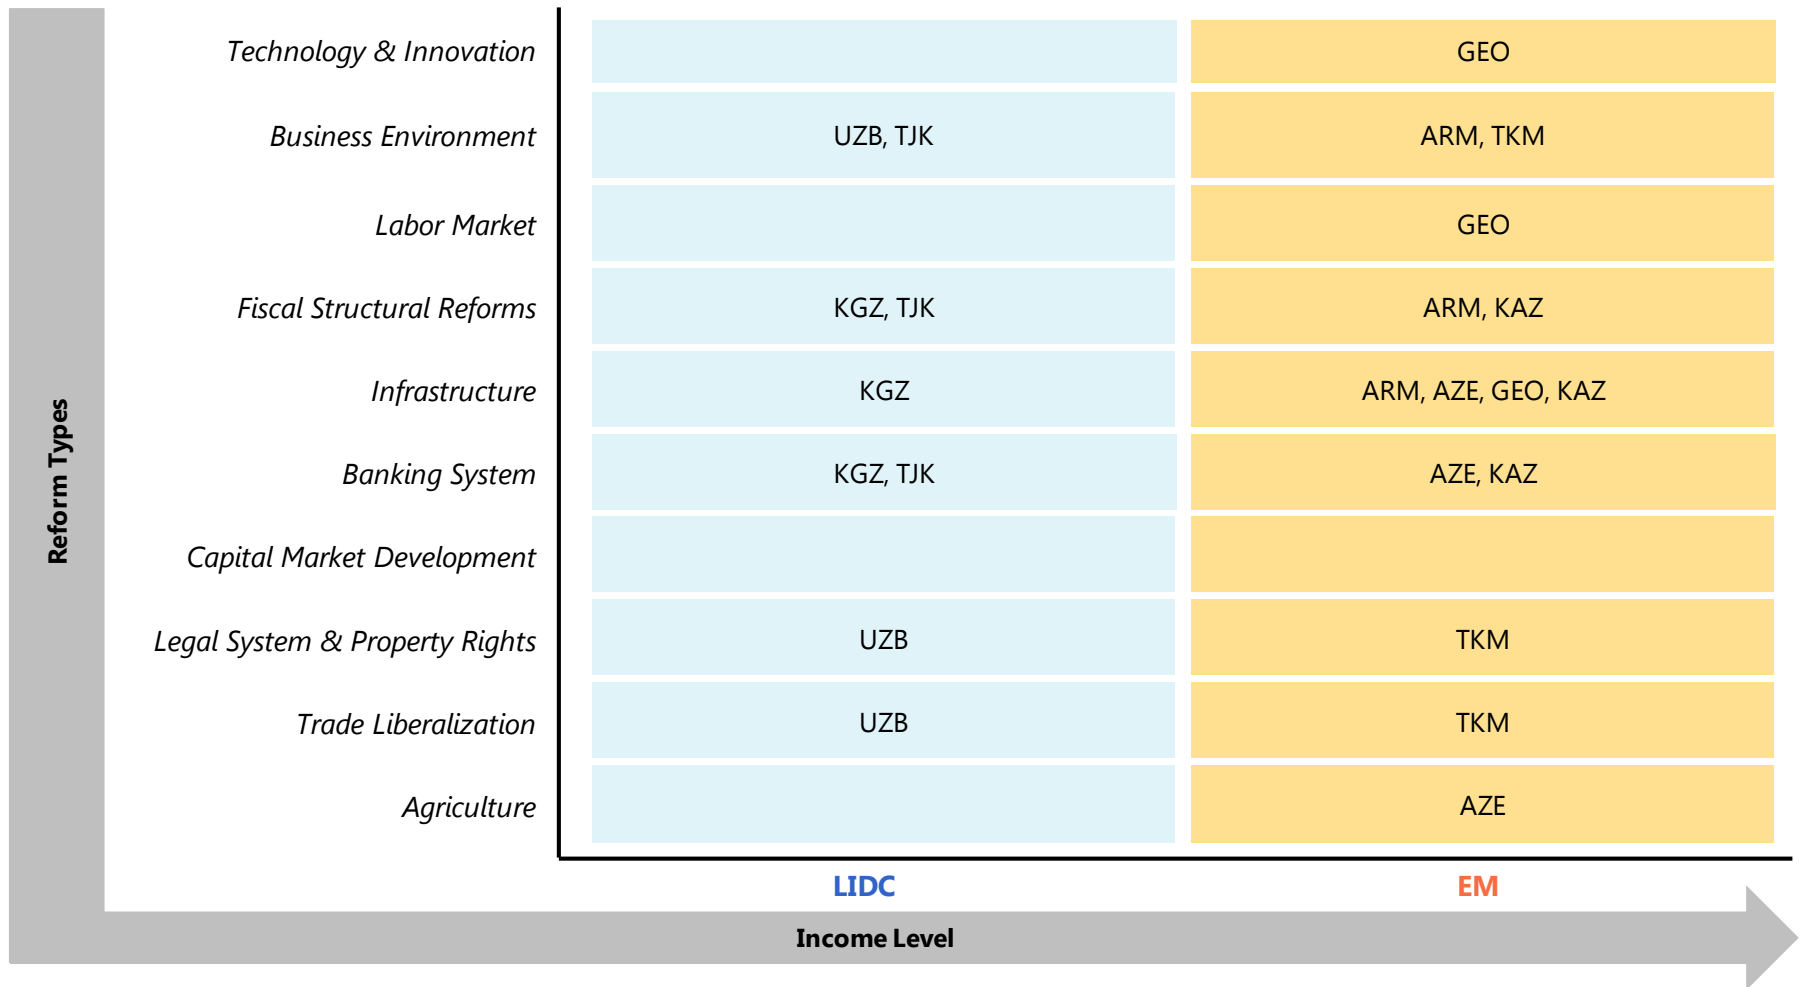 Technology & Innovation
GEO
Business Environment
UZB, TJK
ARM, TKM
Labor Market
GEO
Fiscal Structural Reforms
KGZ, TJK
ARM, KAZ
Infrastructure
KGZ
ARM, AZE, GEO, KAZ
Banking System
KGZ, TJK
AZE, KAZ
Capital Market Development
Legal System & Property Rights
UZB
TKM
Trade Liberalization
UZB
TKM
Agriculture
AZE
Reform Types
LIDC
EM
Income Level